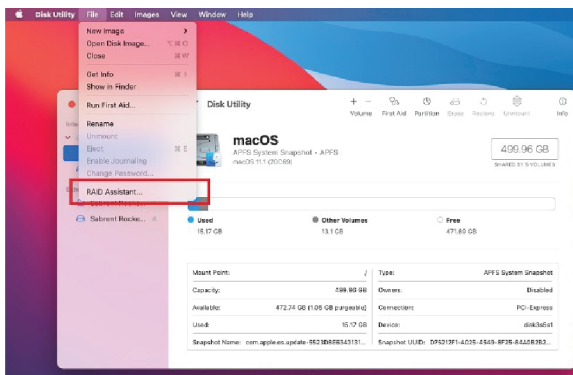 Disk Utility File Edit Images View Window Help
New Image
Open Disk Image... ⌥⌘O
Close ⌘W
Get Info ⌘I
Show in Finder
Run First Aid...
Rename
Unmount
Eject ⌘E
Enable Journaling
Change Password...
RAID Assistant...
Sabrent Rocke...
Disk Utility
Volume First Aid Partition Erase Restore Unmount Info
macOS
APFS System Snapshot • APFS
macOS 11.1 (20C69)
499.96 GB
SHARED BY 5 VOLUMES
Used
15.17 GB
Other Volumes
13.1 GB
Free
471.69 GB
Mount Point: /
Type: APFS System Snapshot
Capacity: 499.96 GB
Owners: Disabled
Available: 472.74 GB (1.05 GB purgeable)
Connection: PCI-Express
Used: 15.17 GB
Device: disk3s5s1
Snapshot Name:
Snapshot UUID: